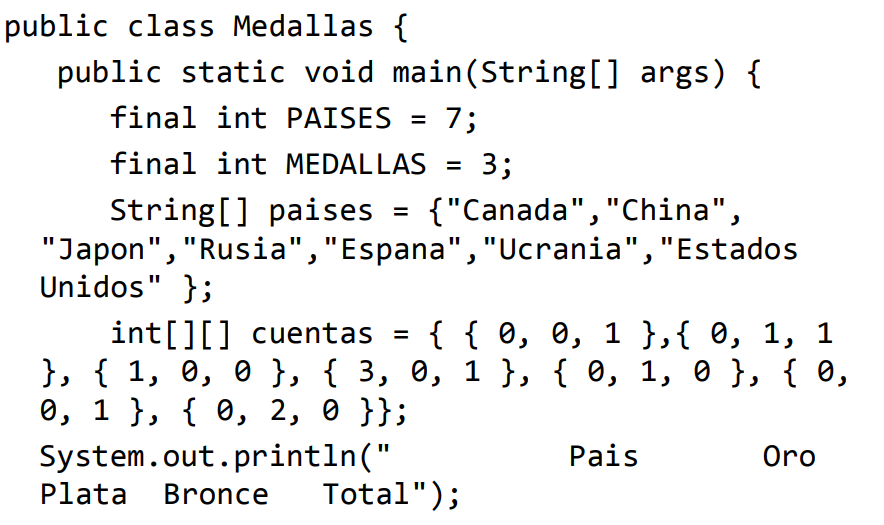 public class Medallas {
public static void main(String[] args) {
final int PAISES = 7;
final int MEDALLAS = 3;
String[] paises = {"Canada","China",
"Japon","Rusia","Espana","Ucrania","Estados
Unidos" };
int[][] cuentas = { { 0, 0, 1 },{ 0, 1, 1
}, { 1, 0, 0 }, { 3, 0, 1 }, { 0, 1, 0 }, { 0,
0, 1 }, { 0, 2, 0 }};
System.out.println("          Pais       Oro
Plata  Bronce   Total");